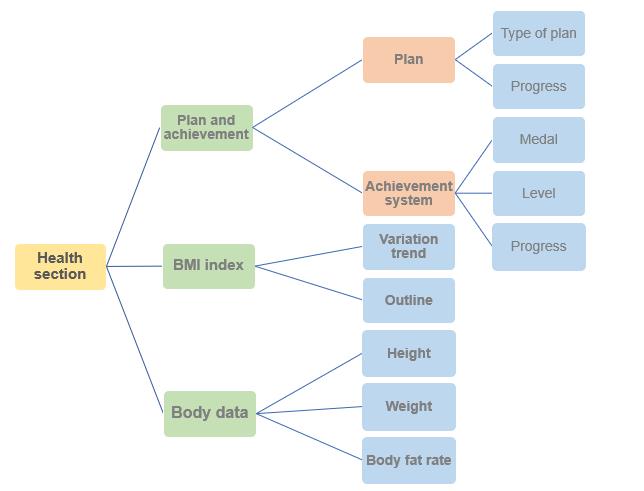 Health
section
Plan and
achievement
Plan
Type of plan
Progress
Achievement
system
Medal
Level
Progress
BMI index
Variation
trend
Outline
Body data
Height
Weight
Body fat rate